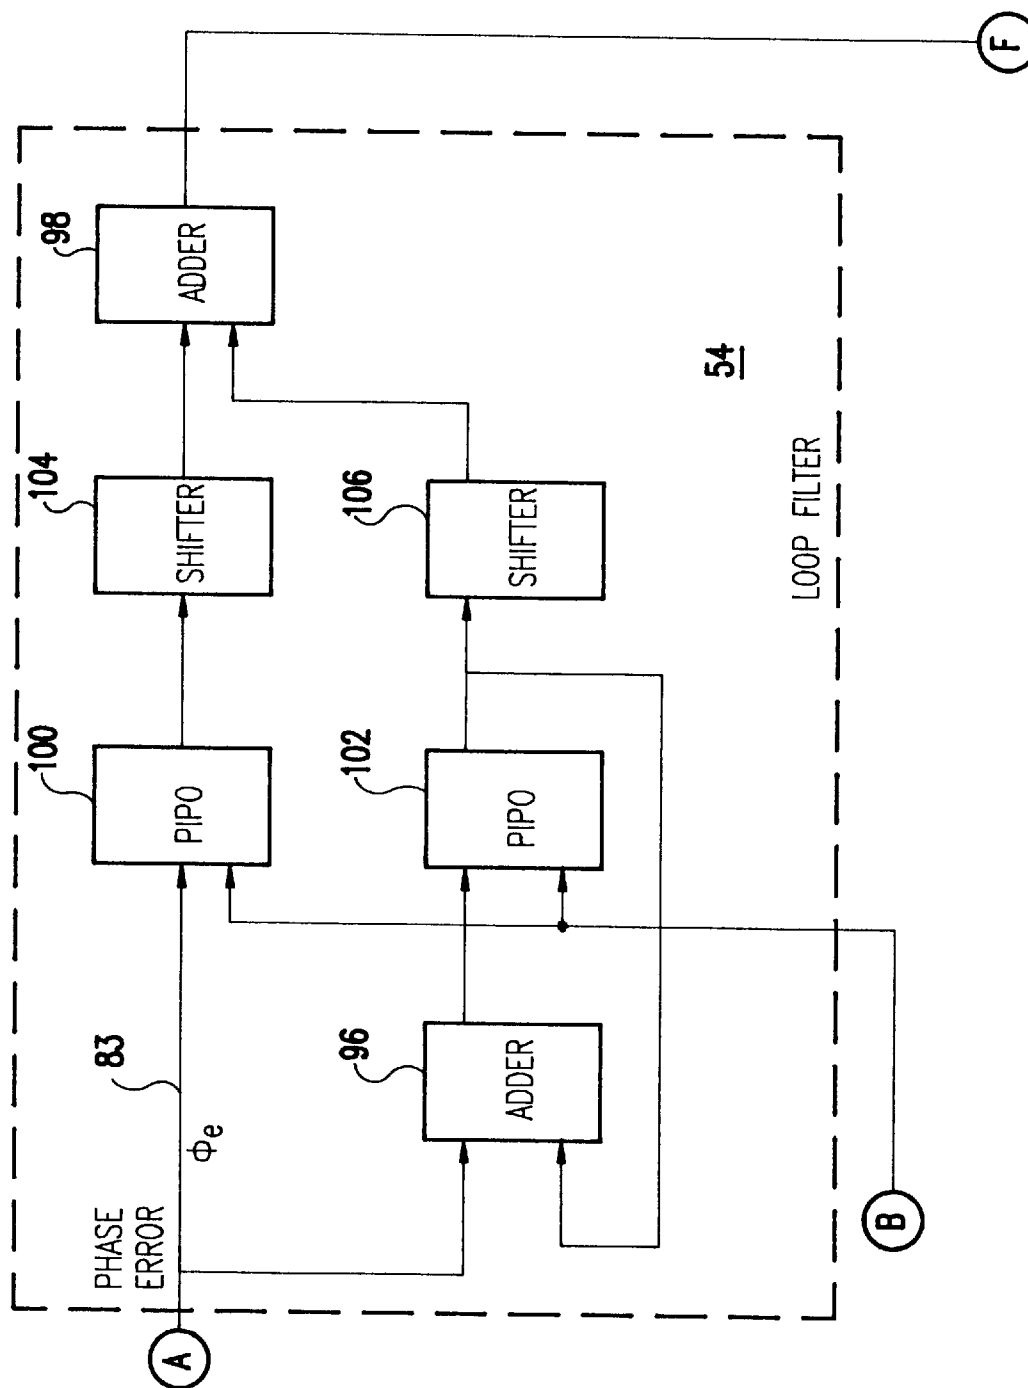 PHASE
ERROR
A
Φe
83
100
PIPO
104
SHIFTER
98
ADDER
96
ADDER
102
PIPO
106
SHIFTER
54
LOOP FILTER
B
F